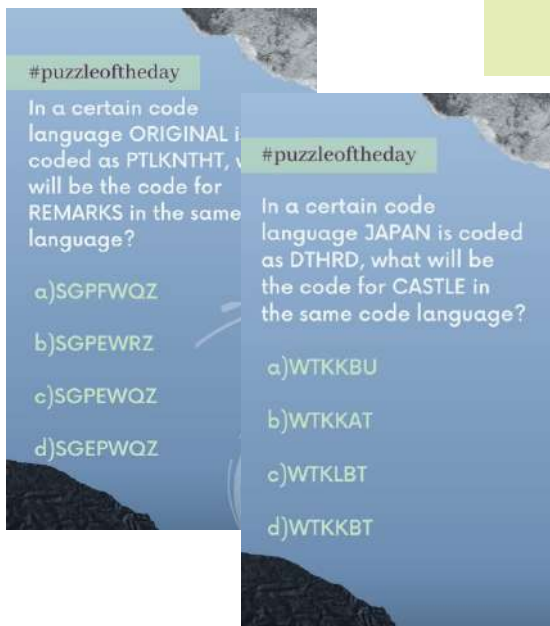 #puzzleoftheday
In a certain code
language ORIGINAL i
coded as PTLKNTHT,
will be the code for
REMARKS in the same
language?
a)SGPFWQZ
b)SGPEWRZ
c)SGPEWQZ
d)SGEPWQZ
#puzzleoftheday
In a certain code
language JAPAN is coded
as DTHRD, what will be
the code for CASTLE in
the same code language?
a)WTKKBU
b)WTKKAT
c)WTKLBT
d)WTKKBT